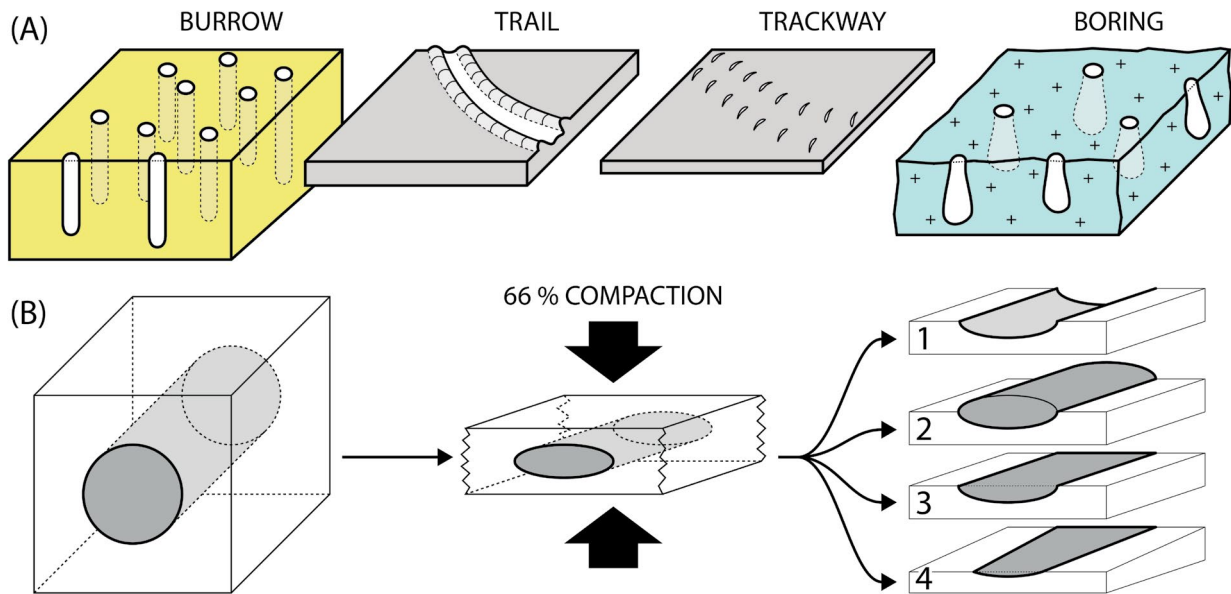 (A)
BURROW
TRAIL
TRACKWAY
BORING
(B)
66 % COMPACTION
1
2
3
4